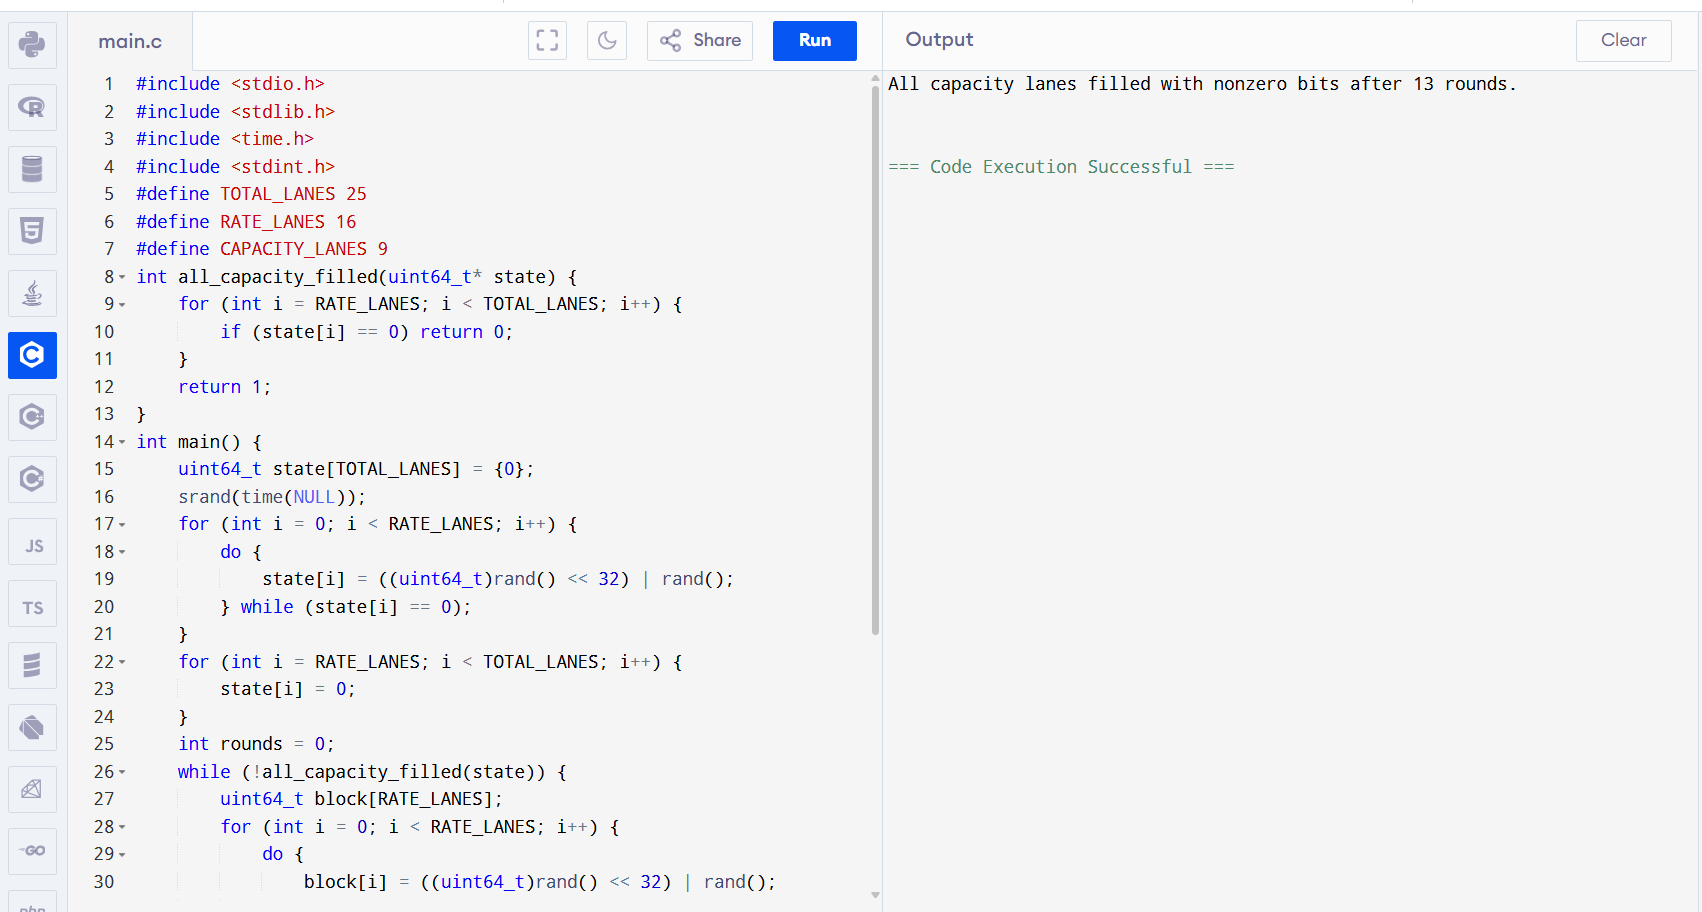 main.c
Share
Run
Output
Clear
1 #include <stdio.h>
2 #include <stdlib.h>
3 #include <time.h>
4 #include <stdint.h>
5 #define TOTAL_LANES 25
6 #define RATE_LANES 16
7 #define CAPACITY_LANES 9
8 int all_capacity_filled(uint64_t* state) {
9     for (int i = RATE_LANES; i < TOTAL_LANES; i++) {
10         if (state[i] == 0) return 0;
11     }
12     return 1;
13 }
14 int main() {
15     uint64_t state[TOTAL_LANES] = {0};
16     srand(time(NULL));
17     for (int i = 0; i < RATE_LANES; i++) {
18         do {
19             state[i] = ((uint64_t)rand() << 32) | rand();
20         } while (state[i] == 0);
21     }
22     for (int i = RATE_LANES; i < TOTAL_LANES; i++) {
23         state[i] = 0;
24     }
25     int rounds = 0;
26     while (!all_capacity_filled(state)) {
27         uint64_t block[RATE_LANES];
28         for (int i = 0; i < RATE_LANES; i++) {
29             do {
30                 block[i] = ((uint64_t)rand() << 32) | rand();
All capacity lanes filled with nonzero bits after 13 rounds.
=== Code Execution Successful ===
R
5
C
C
C
JS
TS
GO
php